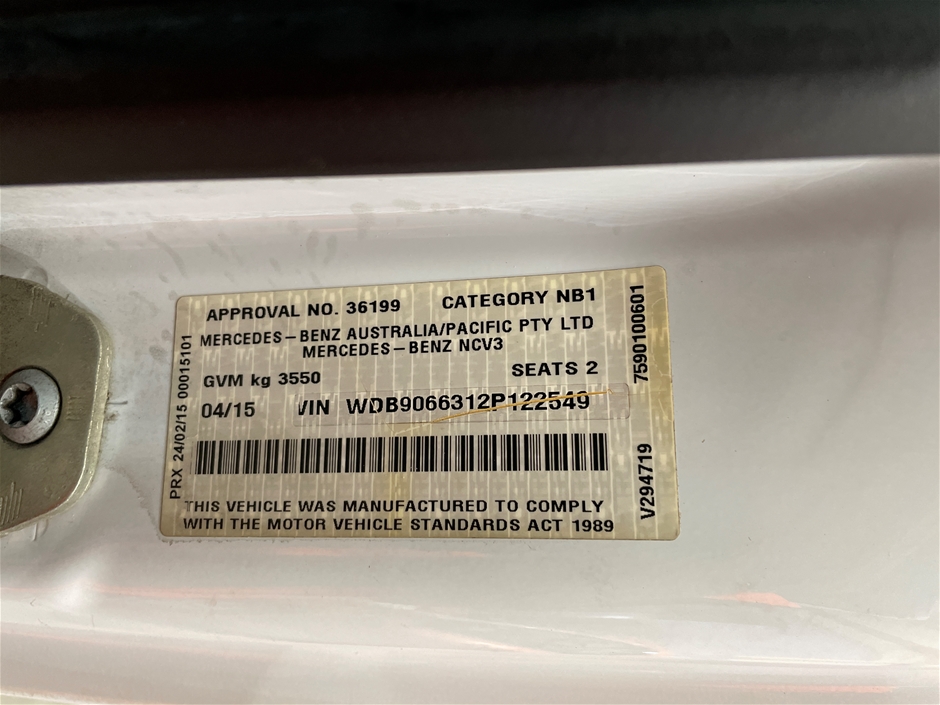 APPROVAL NO. 36199 CATEGORY NB1
MERCEDES-BENZ AUSTRALIA/PACIFIC PTY LTD
MERCEDES-BENZ NCV3
GVM kg 3550 SEATS 2
04/15 VIN WDB9066312P122549
THIS VEHICLE WAS MANUFACTURED TO COMPLY
WITH THE MOTOR VEHICLE STANDARDS ACT 1989
PRX 24/02/15 00015101
V294719 7590100601